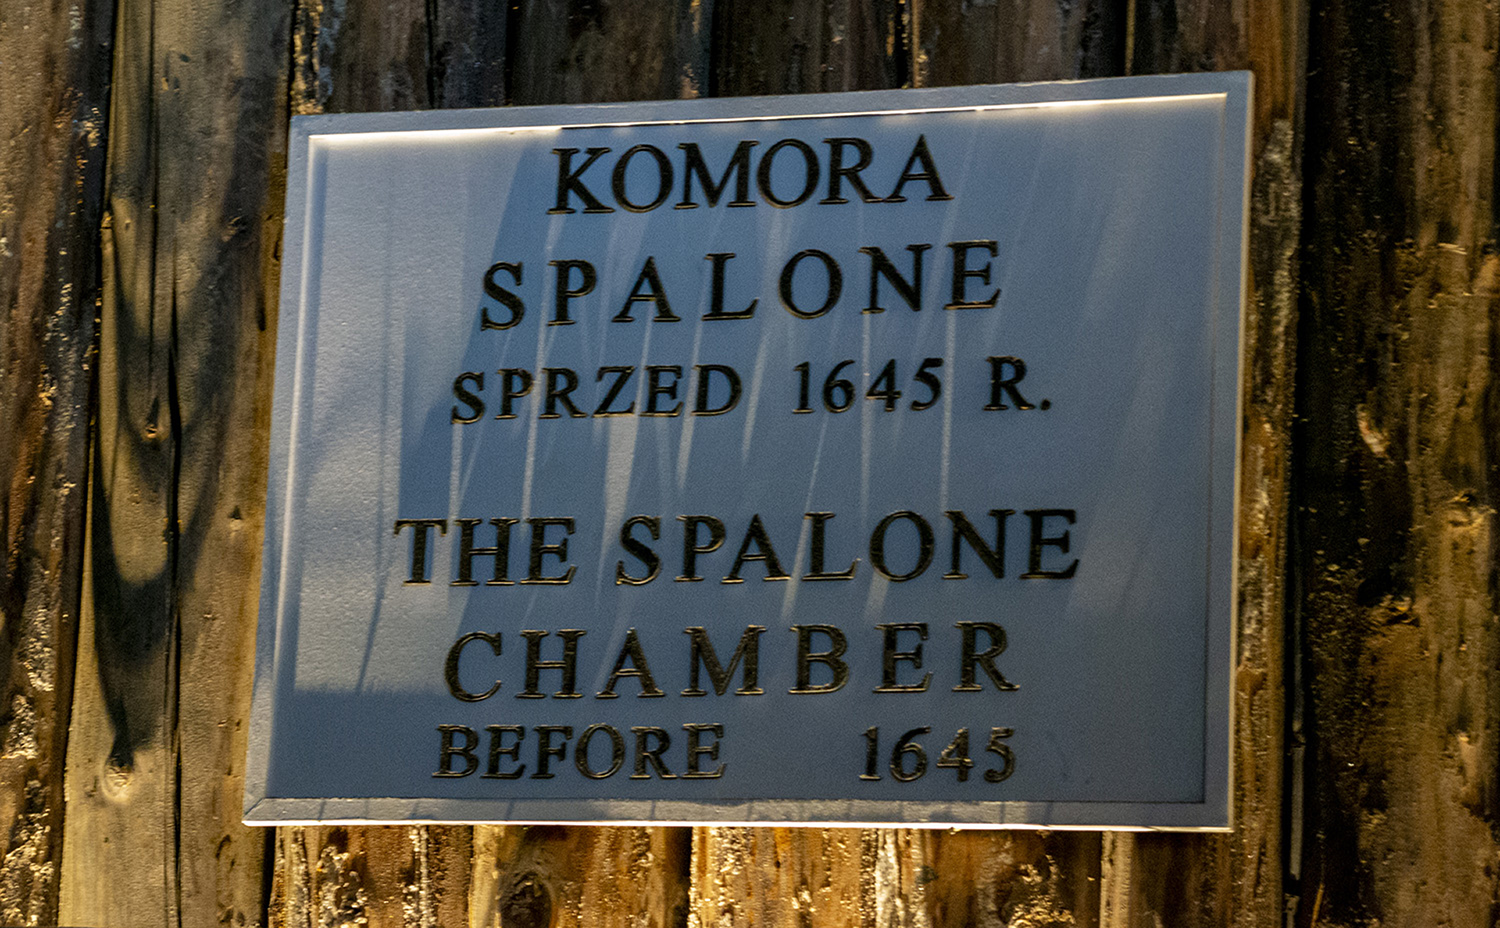 KOMORA
SPALONE
SPRZED 1645 R.
THE SPALONE
CHAMBER
BEFORE 1645